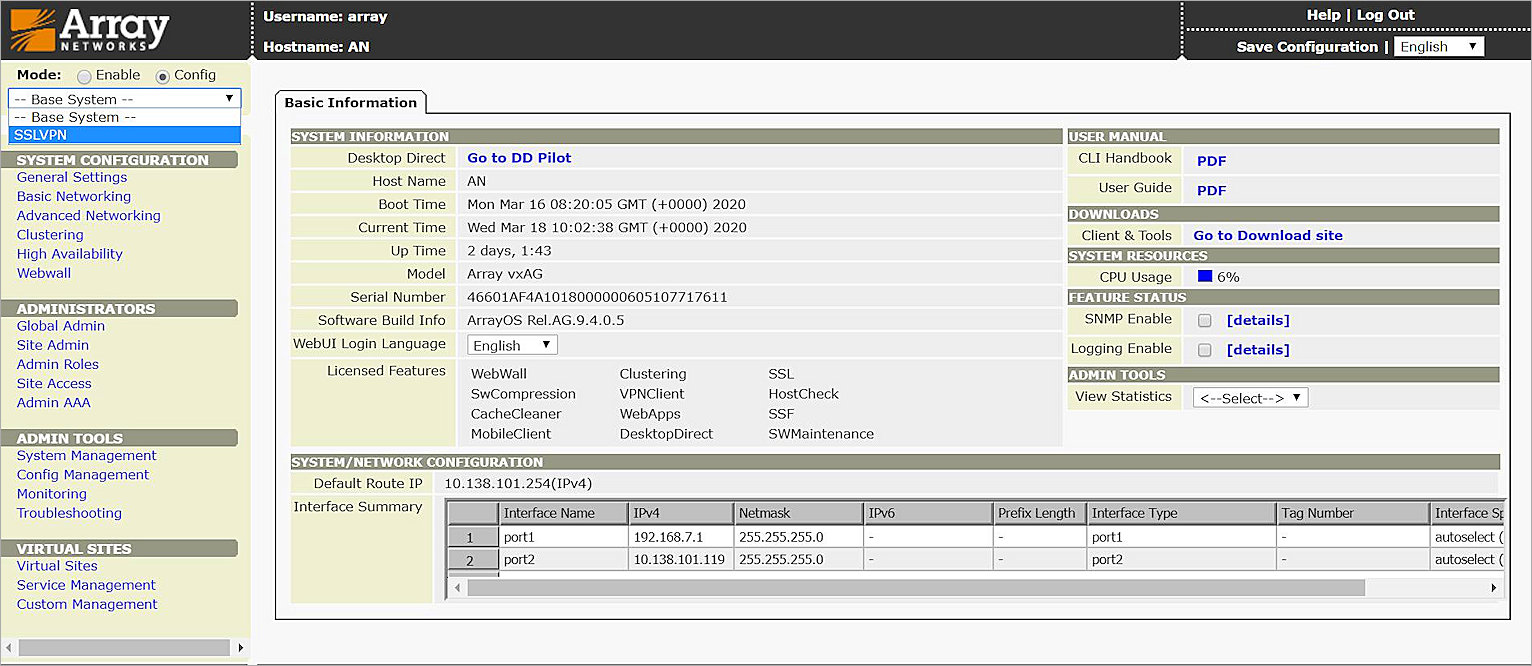 Array
NETWORKS
Username: array
Hostname: AN
Help | Log Out
Save Configuration | English
Mode: Enable Config
-- Base System --
-- Base System --
SSLVPN
SYSTEM CONFIGURATION
General Settings
Basic Networking
Advanced Networking
Clustering
High Availability
Webwall
ADMINISTRATORS
Global Admin
Site Admin
Admin Roles
Site Access
Admin AAA
ADMIN TOOLS
System Management
Config Management
Monitoring
Troubleshooting
VIRTUAL SITES
Virtual Sites
Service Management
Custom Management
Basic Information
SYSTEM INFORMATION
Desktop Direct Go to DD Pilot
Host Name AN
Boot Time Mon Mar 16 08:20:05 GMT (+0000) 2020
Current Time Wed Mar 18 10:02:38 GMT (+0000) 2020
Up Time 2 days, 1:43
Model Array vxAG
Serial Number 46601AF4A1018000000605107717611
Software Build Info ArrayOS Rel.AG.9.4.0.5
WebUI Login Language English
Licensed Features WebWall Clustering SSL
SwCompression VPNClient HostCheck
CacheCleaner WebApps SSF
MobileClient DesktopDirect SWMaintenance
USER MANUAL
CLI Handbook PDF
User Guide PDF
DOWNLOADS
Client & Tools Go to Download site
SYSTEM RESOURCES
CPU Usage 6%
FEATURE STATUS
SNMP Enable [details]
Logging Enable [details]
ADMIN TOOLS
View Statistics <--Select-->
SYSTEM/NETWORK CONFIGURATION
Default Route IP 10.138.101.254(IPv4)
Interface Summary
Interface Name IPv4 Netmask IPv6 Prefix Length Interface Type Tag Number Interface Sp
1 port1 192.168.7.1 255.255.255.0 - - port1 - autoselect (
2 port2 10.138.101.119 255.255.255.0 - - port2 - autoselect (